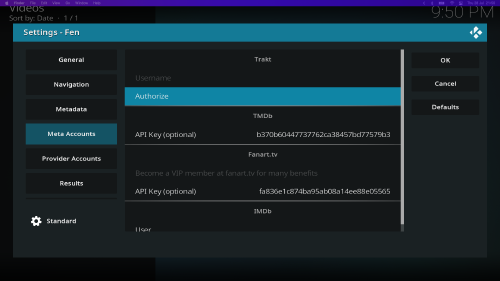 Videos
Sort by: Date · 1 / 1
9:50 PM
Settings - Fen
General
Navigation
Metadata
Meta Accounts
Provider Accounts
Results
Standard
Trakt
Username
Authorize
TMDb
API Key (optional) b370b60447737762ca38457bd77579b3
Fanart.tv
Become a VIP member at fanart.tv for many benefits
API Key (optional) fa836e1c874ba95ab08a14ee88e05565
IMDb
User
OK
Cancel
Defaults